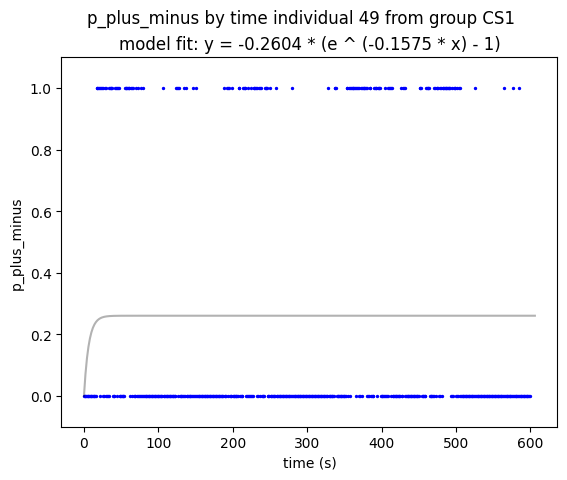 p_plus_minus by time individual 49 from group CS1
model fit: y = -0.2604 * (e ^ (-0.1575 * x) - 1)
1.0
0.8
0.6
0.4
0.2
0.0
p_plus_minus
0 100 200 300 400 500 600
time (s)